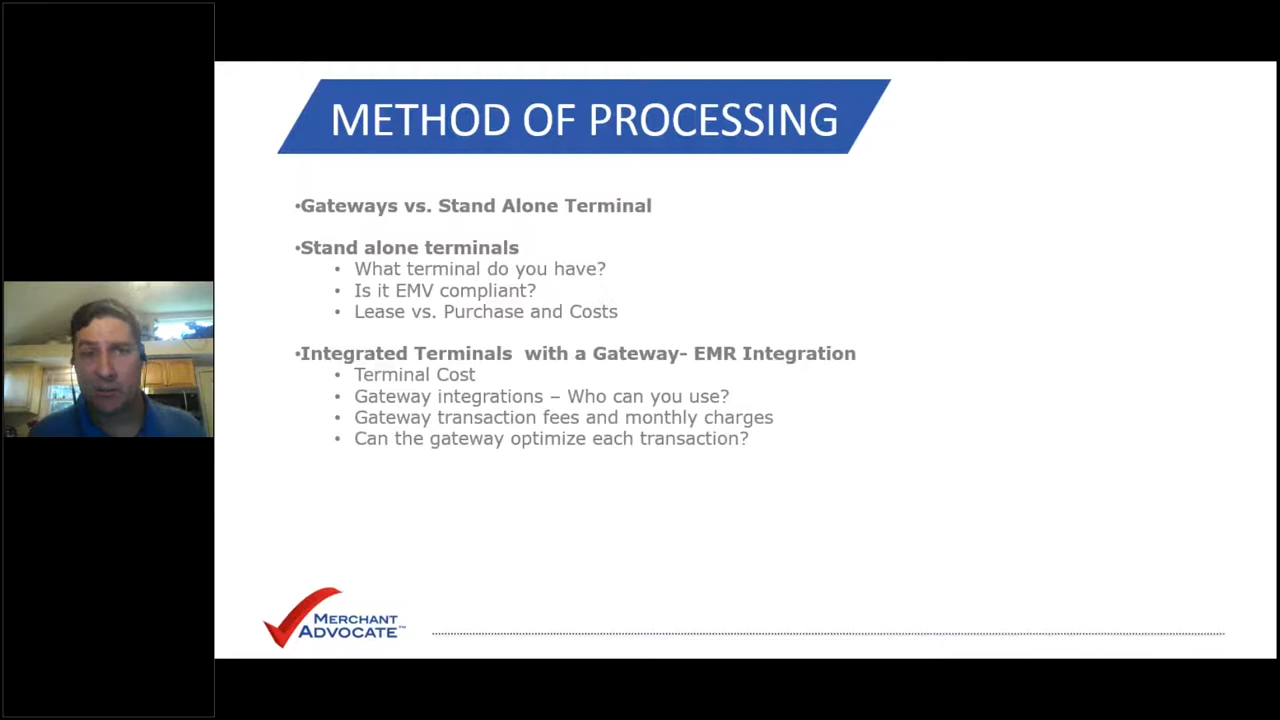 METHOD OF PROCESSING
•Gateways vs. Stand Alone Terminal
•Stand alone terminals
• What terminal do you have?
• Is it EMV compliant?
• Lease vs. Purchase and Costs
•Integrated Terminals  with a Gateway- EMR Integration
• Terminal Cost
• Gateway integrations – Who can you use?
• Gateway transaction fees and monthly charges
• Can the gateway optimize each transaction?
MERCHANT
ADVOCATE™